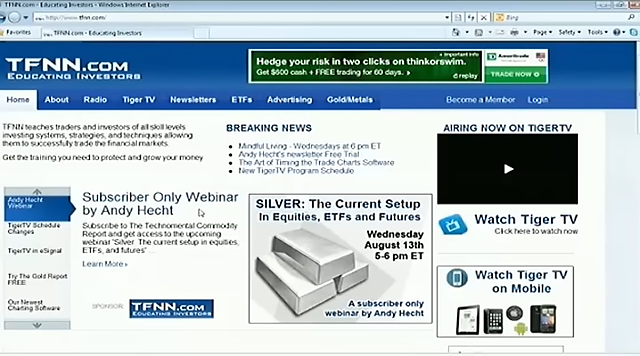 TFNN.com - Educating Investors - Windows Internet Explorer
http://www.tfnn.com/
Bing
Favorites
TFNN.com - Educating Investors
Page
Safety
Tools
TFNN.COM
EDUCATING INVESTORS
Hedge your risk in two clicks on thinkorswim.
Get $600 cash + FREE trading for 60 days.
important info
replay
Ameritrade
TRADE NOW
Home
About
Radio
Tiger TV
Newsletters
ETFs
Advertising
Gold/Metals
Become a Member
Login
TFNN teaches traders and investors of all skill levels
investing systems, strategies, and techniques allowing
them to successfully trade the financial markets.
Get the training you need to protect and grow your money
BREAKING NEWS
Mindful Living - Wednesdays at 6 pm ET
Andy Hecht's newsletter Free Trial
The Art of Timing the Trade Charts Software
New TigerTV Program Schedule
AIRING NOW ON TIGERTV
Watch Tiger TV
Click here to watch now
Andy Hecht
Webinar
TigerTV Schedule
Changes
TigerTV in eSignal
Try The Gold Report
FREE
Our Newest
Charting Software
Subscriber Only Webinar
by Andy Hecht
Subscribe to The Technomental Commodity
Report and get access to the upcoming
webinar "Silver: The current setup in equities,
ETFs, and futures" ...
Learn More »
SPONSOR
TFNN.COM
EDUCATING INVESTORS
SILVER: The Current Setup
In Equities, ETFs and Futures
Wednesday
August 13th
5-6 pm ET
A subscriber only
webinar by Andy Hecht
Watch Tiger TV
on Mobile